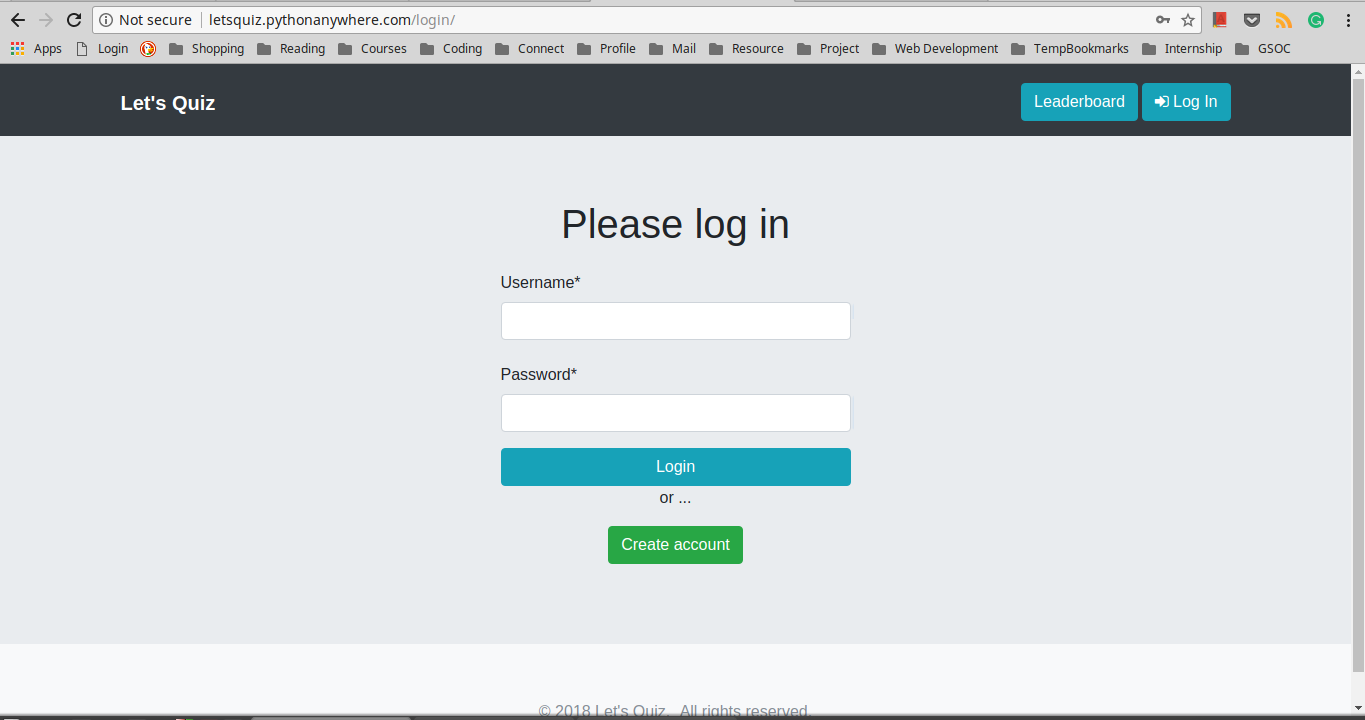 Not secure letsquiz.pythonanywhere.com/login/
Apps Login Shopping Reading Courses Coding Connect Profile Mail Resource Project Web Development TempBookmarks Internship GSOC
Let's Quiz Leaderboard Log In
Please log in
Username*
Password*
Login
or ...
Create account
© 2018 Let's Quiz. All rights reserved.